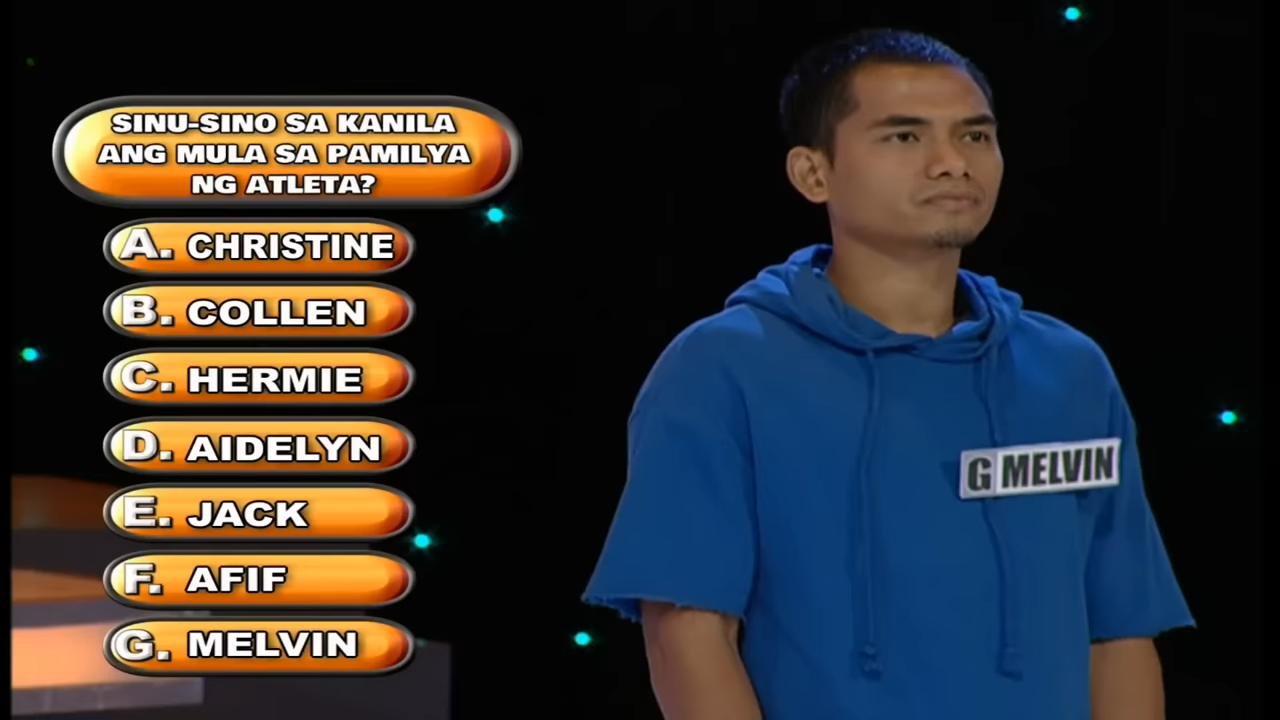 SINU-SINO SA KANILA
ANG MULA SA PAMILYA
NG ATLETA?
A. CHRISTINE
B. COLLEN
C. HERMIE
D. AIDELYN
E. JACK
F. AFIF
G. MELVIN
G MELVIN